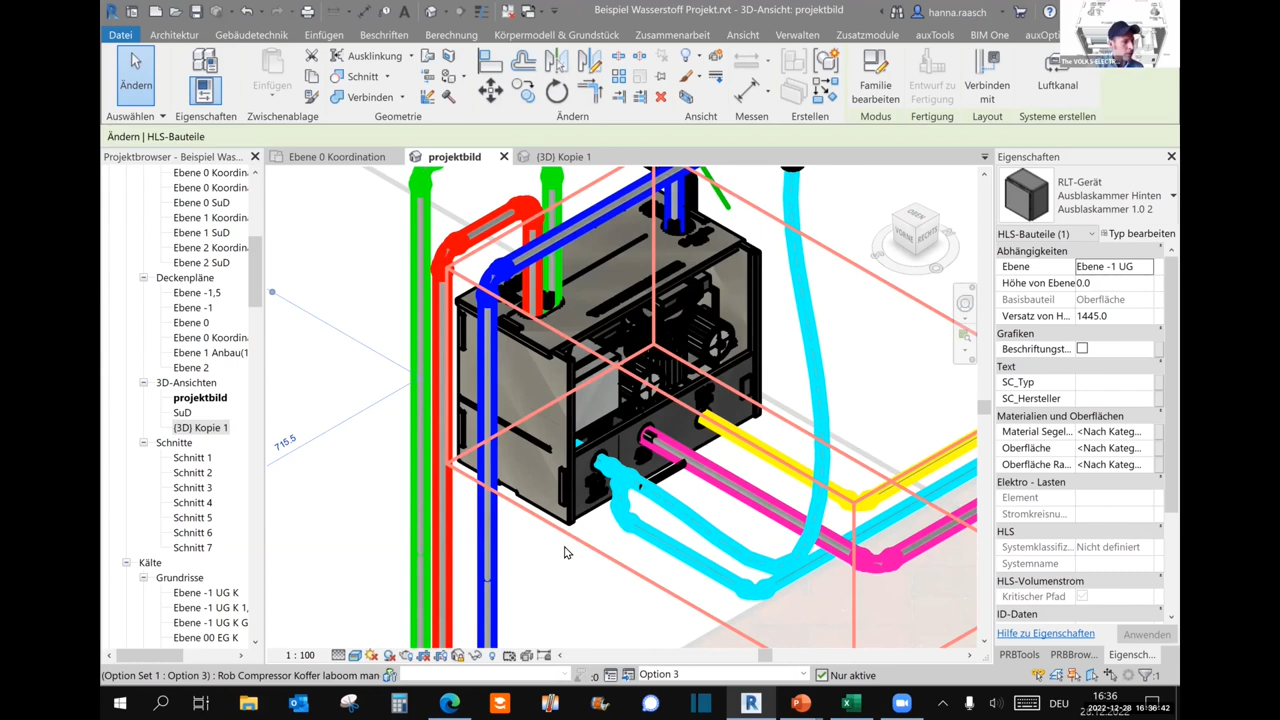 Beispiel Wasserstoff Projekt.rvt - 3D-Ansicht: projektbild
hanna.raasch
Datei Architektur Gebäudetechnik Einfügen Beschriften Berechnung Körpermodell & Grundstück Zusammenarbeit Ansicht Verwalten Zusatzmodule auxTools BIM One
Ausklinkung
Schnitt
Verbinden
Ändern
Einfügen
Familie bearbeiten
Entwurf zu Fertigung
Verbinden mit
Luftkanal
Auswählen Eigenschaften Zwischenablage Geometrie Ändern Ansicht Messen Erstellen Modus Fertigung Layout Systeme erstellen
Ändern | HLS-Bauteile
Projektbrowser - Beispiel Was...
Ebene 0 Koordination
projektbild
(3D) Kopie 1
Ebene 0 Koordin
Ebene 0 Koordin
Ebene 0 SuD
Ebene 1 Koordin
Ebene 1 SuD
Ebene 2 Koordin
Ebene 2 SuD
Deckenpläne
Ebene -1,5
Ebene -1
Ebene 0
Ebene 0 Koordin
Ebene 1 Anbau(1
Ebene 2
3D-Ansichten
projektbild
SuD
(3D) Kopie 1
Schnitte
Schnitt 1
Schnitt 2
Schnitt 3
Schnitt 4
Schnitt 5
Schnitt 6
Schnitt 7
Kälte
Grundrisse
Ebene -1 UG K
Ebene -1 UG K 1,
Ebene -1 UG K G
Ebene 00 EG K
715.5
OBEN
VORNE
RECHTS
Eigenschaften
RLT-Gerät
Ausblaskammer Hinten
Ausblaskammer 1.0 2
HLS-Bauteile (1)
Typ bearbeiten
Abhängigkeiten
Ebene Ebene -1 UG
Höhe von Ebene 0.0
Basisbauteil Oberfläche
Versatz von H... 1445.0
Grafiken
Beschriftungst...
Text
SC_Typ
SC_Hersteller
Materialien und Oberflächen
Material Segel... <Nach Kateg...
Oberfläche <Nach Kateg...
Oberfläche Ra... <Nach Kateg...
Elektro - Lasten
Element
Stromkreisnu...
HLS
Systemklassifiz... Nicht definiert
Systemname
HLS-Volumenstrom
Kritischer Pfad
ID-Daten
Hilfe zu Eigenschaften
Anwenden
PRBTools PRBBrow... Eigensch...
1 : 100
(Option Set 1 : Option 3) : Rob Compressor Koffer laboom man
:0
Option 3
Nur aktive
:1
DEU
16:36
2022-12-28 16:36:42